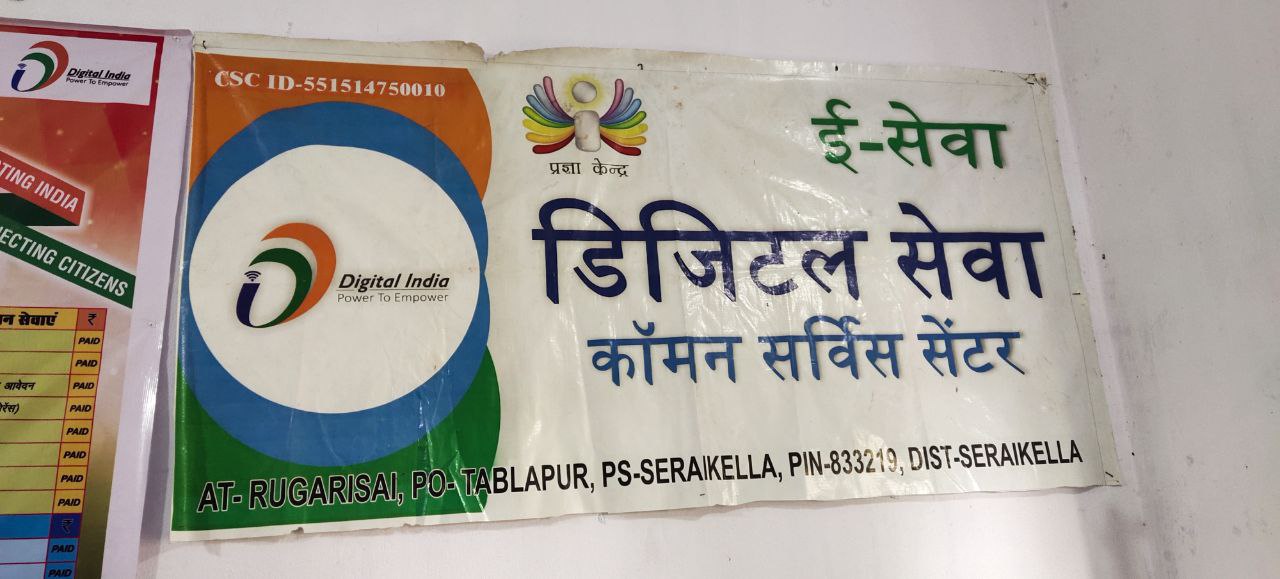 Digital India
Power To Empower
TING INDIA
ECTING CITIZENS
न सेवाएं ₹
PAID
PAID
आवेदन PAID
PAID
PAID
PAID
PAID
PAID
₹
PAID
PAID
CSC ID-551514750010
प्रज्ञा केन्द्र
ई-सेवा
डिजिटल सेवा
कॉमन सर्विस सेंटर
Digital India
Power To Empower
AT- RUGARISAI, PO- TABLAPUR, PS-SERAIKELLA, PIN-833219, DIST-SERAIKELLA